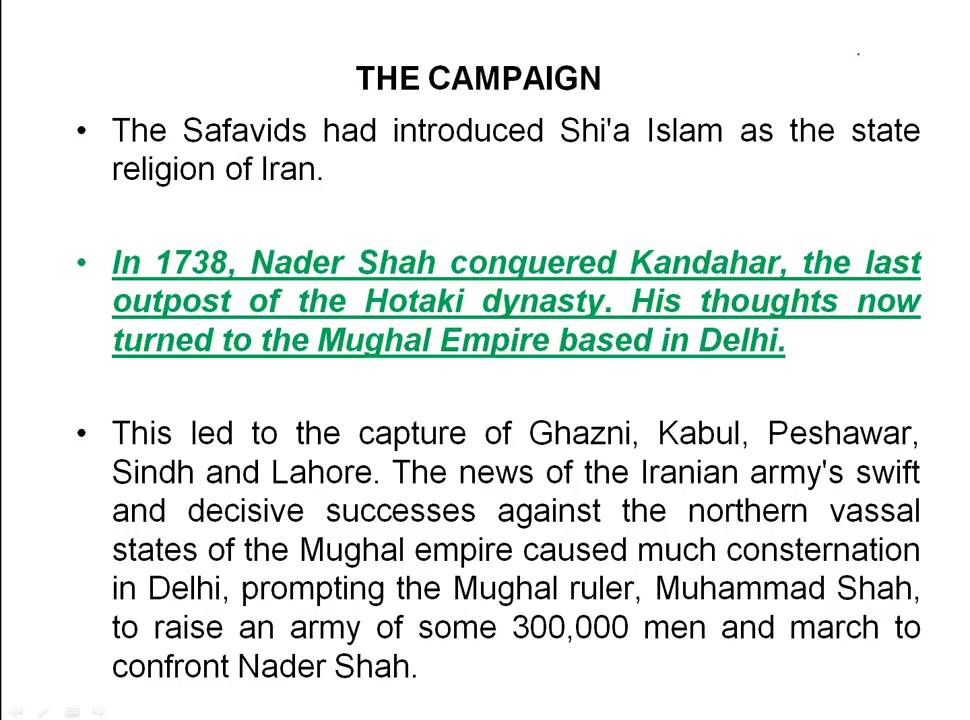 THE CAMPAIGN
• The Safavids had introduced Shi'a Islam as the state
religion of Iran.
• In 1738, Nader Shah conquered Kandahar, the last
outpost of the Hotaki dynasty. His thoughts now
turned to the Mughal Empire based in Delhi.
• This led to the capture of Ghazni, Kabul, Peshawar,
Sindh and Lahore. The news of the Iranian army's swift
and decisive successes against the northern vassal
states of the Mughal empire caused much consternation
in Delhi, prompting the Mughal ruler, Muhammad Shah,
to raise an army of some 300,000 men and march to
confront Nader Shah.